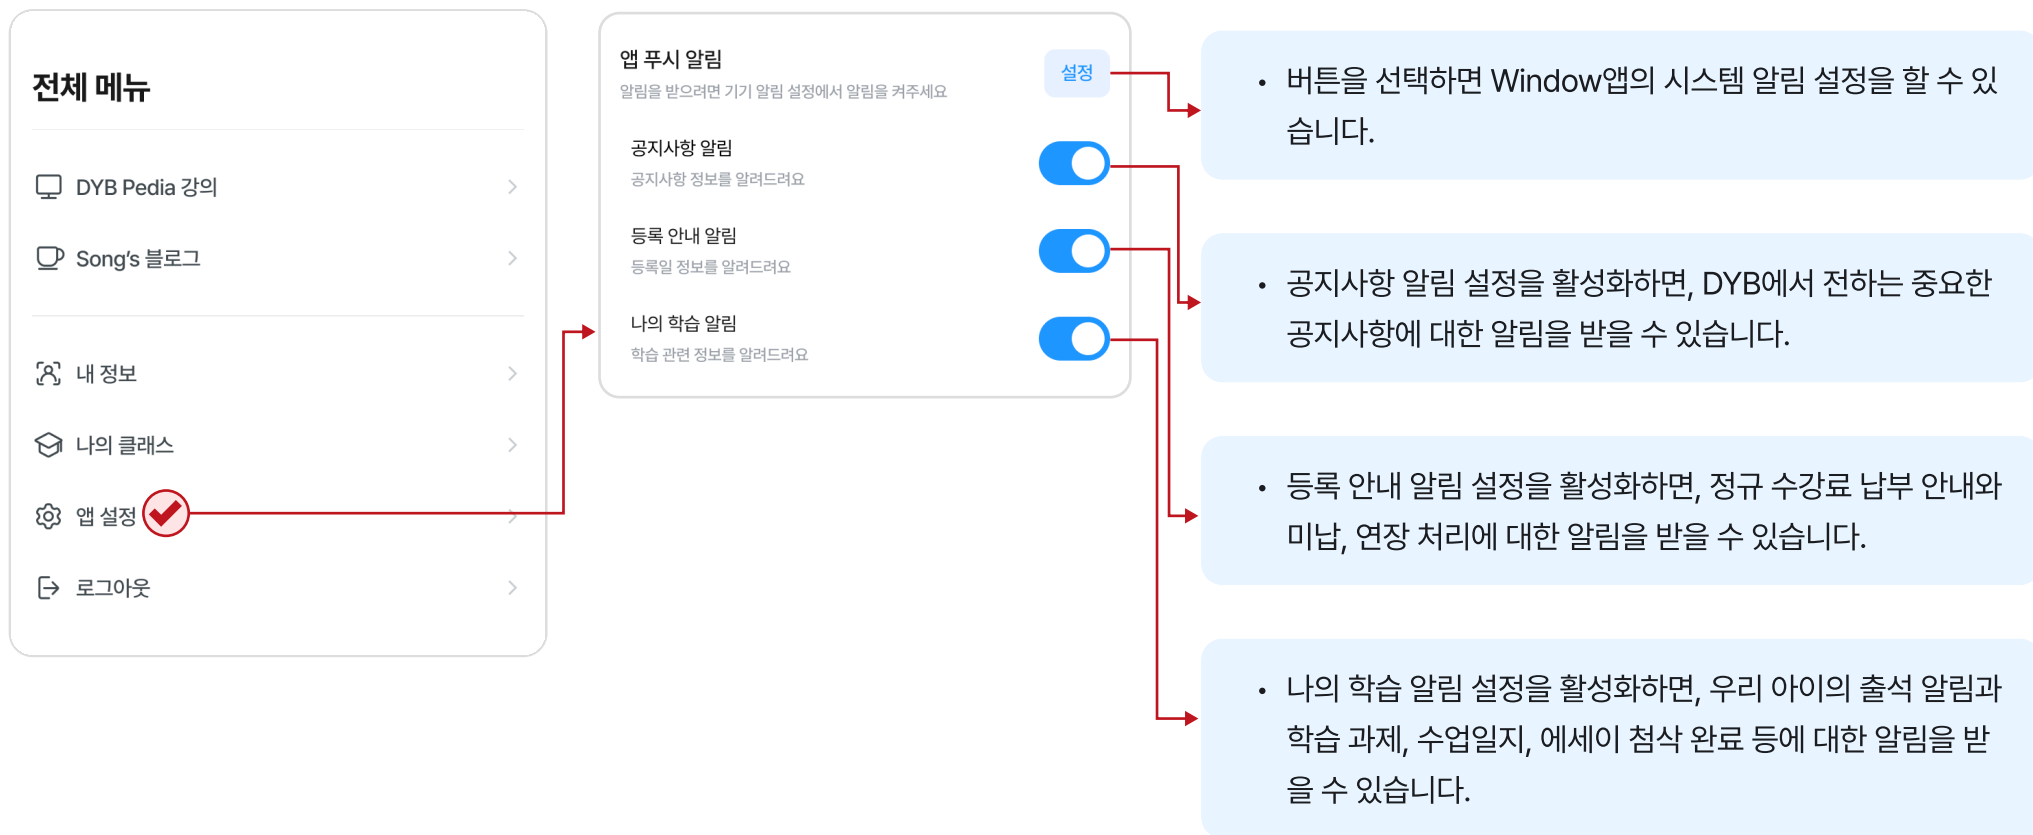 전체 메뉴
DYB Pedia 강의
Song's 블로그
내 정보
나의 클래스
앱 설정
로그아웃
앱 푸시 알림
설정
알림을 받으려면 기기 알림 설정에서 알림을 켜주세요
공지사항 알림
공지사항 정보를 알려드려요
등록 안내 알림
등록일 정보를 알려드려요
나의 학습 알림
학습 관련 정보를 알려드려요
• 버튼을 선택하면 Window앱의 시스템 알림 설정을 할 수 있
습니다.
• 공지사항 알림 설정을 활성화하면, DYB에서 전하는 중요한
공지사항에 대한 알림을 받을 수 있습니다.
• 등록 안내 알림 설정을 활성화하면, 정규 수강료 납부 안내와
미납, 연장 처리에 대한 알림을 받을 수 있습니다.
• 나의 학습 알림 설정을 활성화하면, 우리 아이의 출석 알림과
학습 과제, 수업일지, 에세이 첨삭 완료 등에 대한 알림을 받
을 수 있습니다.